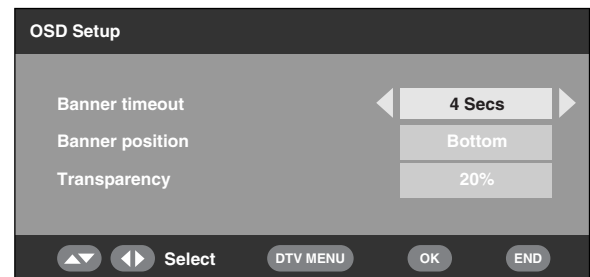 OSD Setup
Banner timeout 4 Secs
Banner position Bottom
Transparency 20%
Select DTV MENU OK END